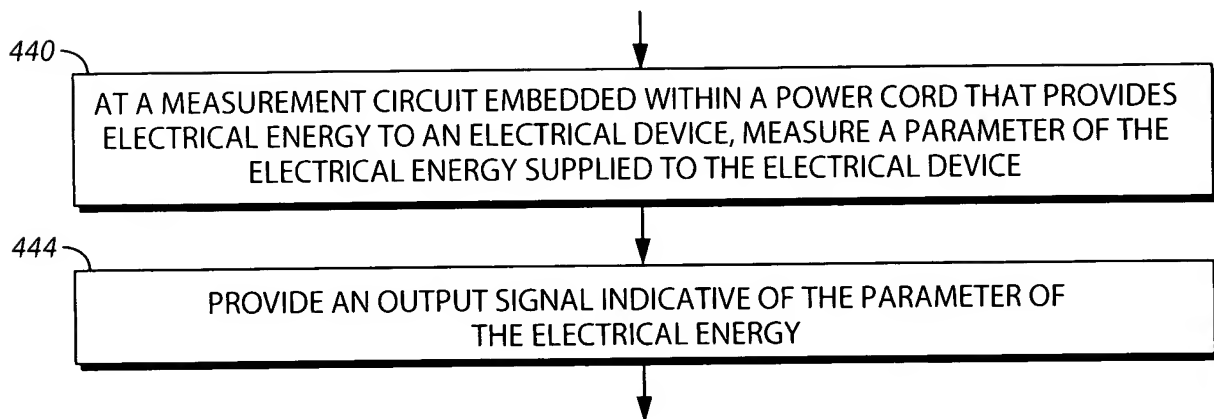 440
AT A MEASUREMENT CIRCUIT EMBEDDED WITHIN A POWER CORD THAT PROVIDES
ELECTRICAL ENERGY TO AN ELECTRICAL DEVICE, MEASURE A PARAMETER OF THE
ELECTRICAL ENERGY SUPPLIED TO THE ELECTRICAL DEVICE
444
PROVIDE AN OUTPUT SIGNAL INDICATIVE OF THE PARAMETER OF
THE ELECTRICAL ENERGY